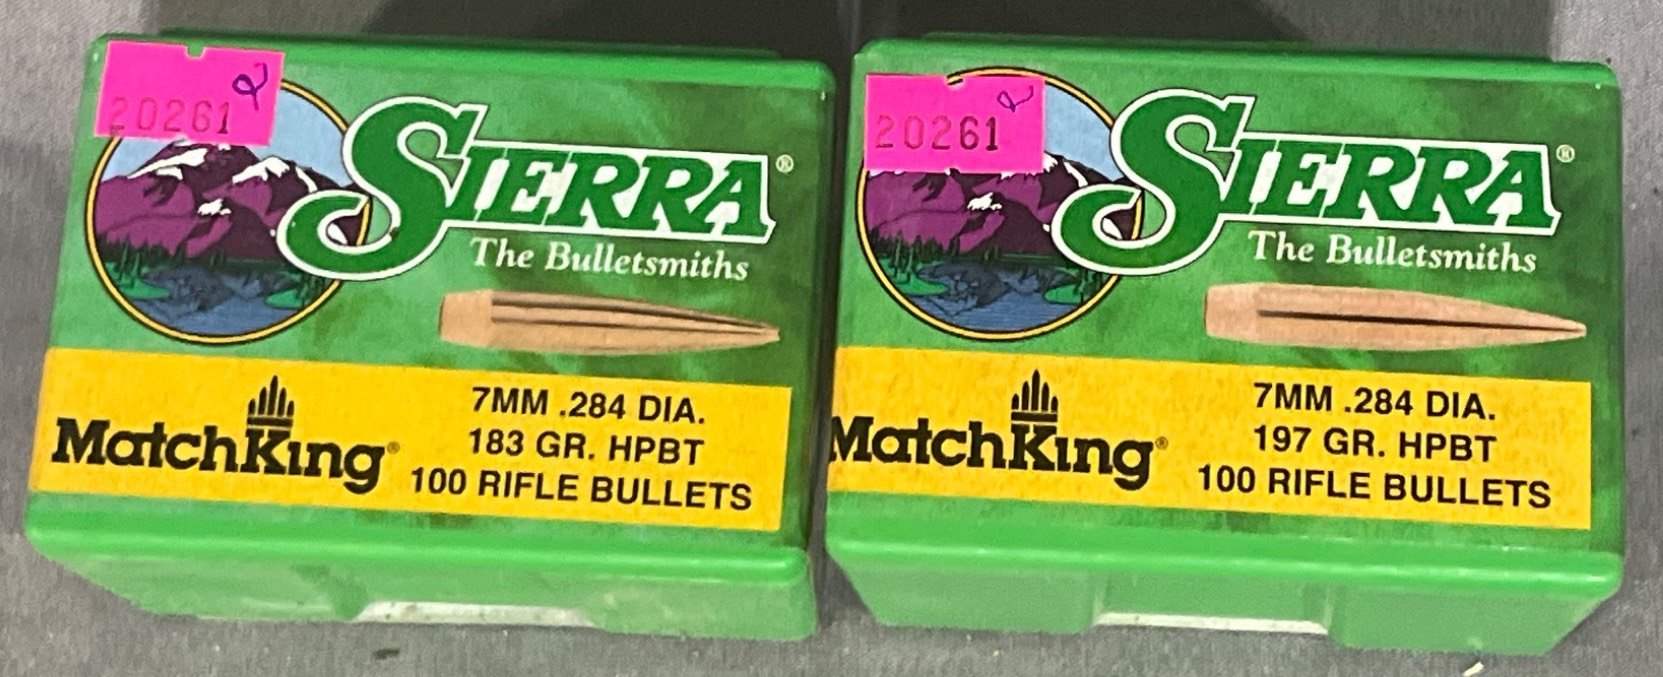 20261
SIERRA®
The Bulletsmiths
MatchKing®
7MM .284 DIA.
183 GR. HPBT
100 RIFLE BULLETS
20261
SIERRA®
The Bulletsmiths
MatchKing®
7MM .284 DIA.
197 GR. HPBT
100 RIFLE BULLETS